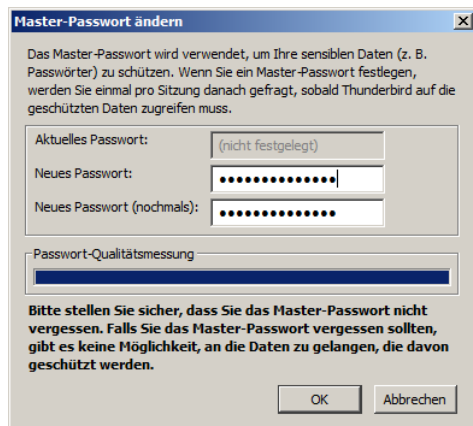 Master-Passwort ändern
Das Master-Passwort wird verwendet, um Ihre sensiblen Daten (z. B.
Passwörter) zu schützen. Wenn Sie ein Master-Passwort festlegen,
werden Sie einmal pro Sitzung danach gefragt, sobald Thunderbird auf die
geschützten Daten zugreifen muss.
Aktuelles Passwort: (nicht festgelegt)
Neues Passwort: ••••••••••••••
Neues Passwort (nochmals): ••••••••••••••
Passwort-Qualitätsmessung
Bitte stellen Sie sicher, dass Sie das Master-Passwort nicht
vergessen. Falls Sie das Master-Passwort vergessen sollten,
gibt es keine Möglichkeit, an die Daten zu gelangen, die davon
geschützt werden.
OK Abbrechen